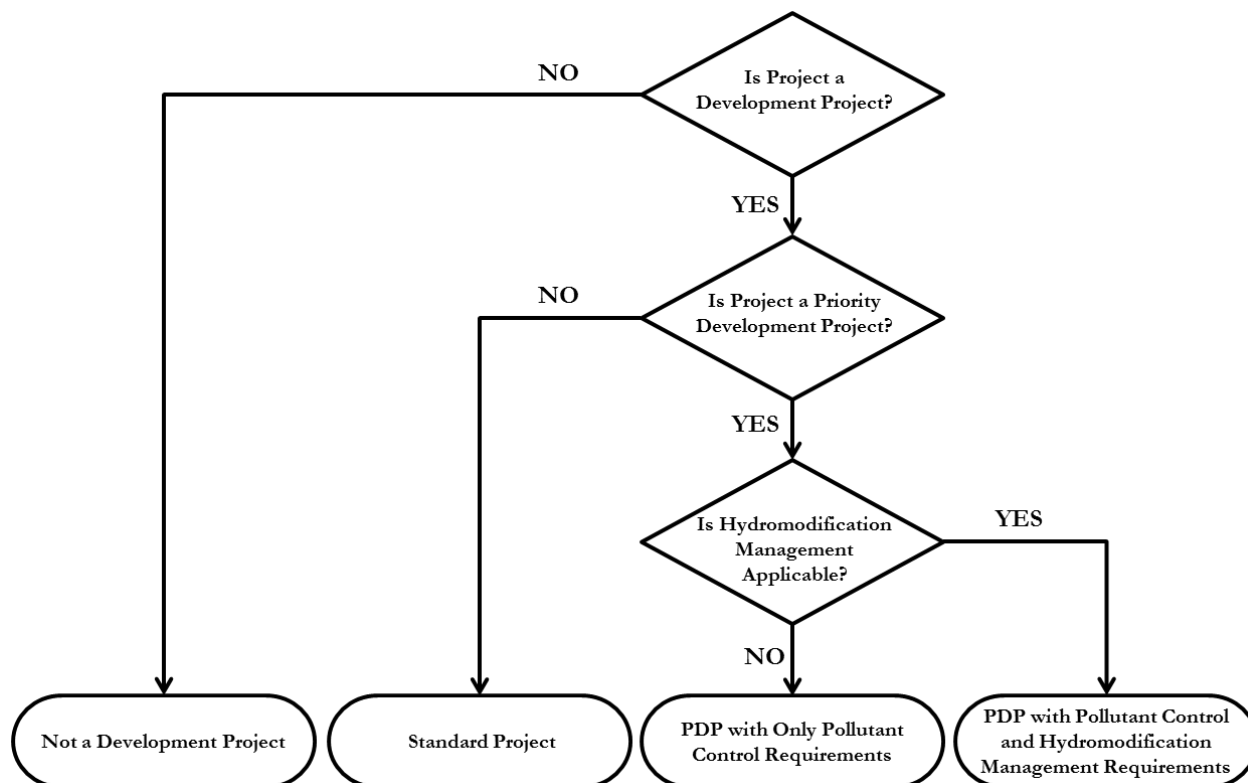 NO
Is Project a
Development Project?
YES
NO
Is Project a Priority
Development Project?
YES
Is Hydromodification
Management
Applicable?
YES
NO
Not a Development Project
Standard Project
PDP with Only Pollutant
Control Requirements
PDP with Pollutant Control
and Hydromodification
Management Requirements